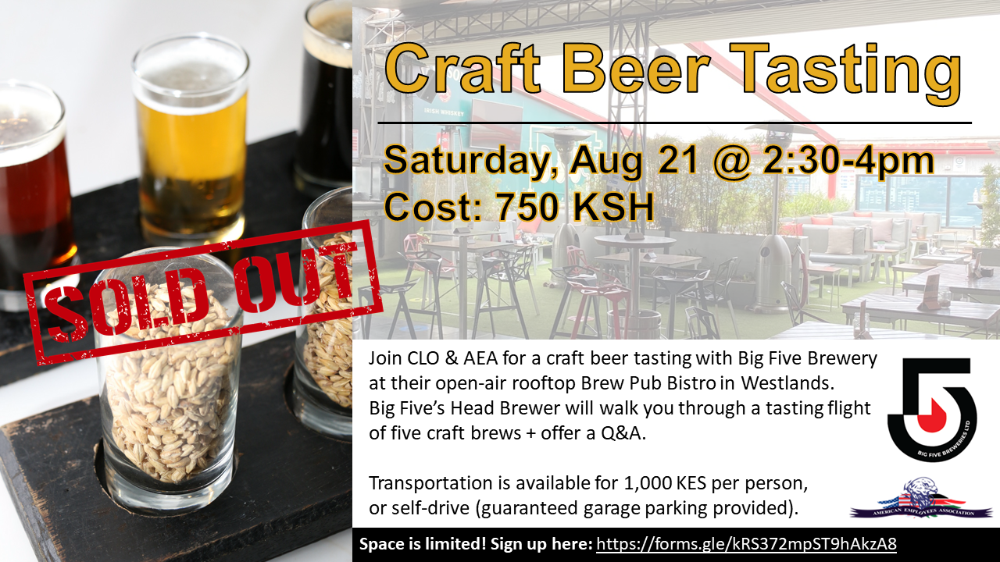 Craft Beer Tasting
IRISH WHISKEY
Saturday, Aug 21 @ 2:30-4pm
Cost: 750 KSH
SOLD OUT
Join CLO & AEA for a craft beer tasting with Big Five Brewery
at their open-air rooftop Brew Pub Bistro in Westlands.
Big Five’s Head Brewer will walk you through a tasting flight
of five craft brews + offer a Q&A.
5
BIG FIVE BREWERIES LTD
Transportation is available for 1,000 KES per person,
or self-drive (guaranteed garage parking provided).
AMERICAN EMPLOYEES ASSOCIATION
Space is limited! Sign up here: https://forms.gle/kRS372mpST9hAkzA8